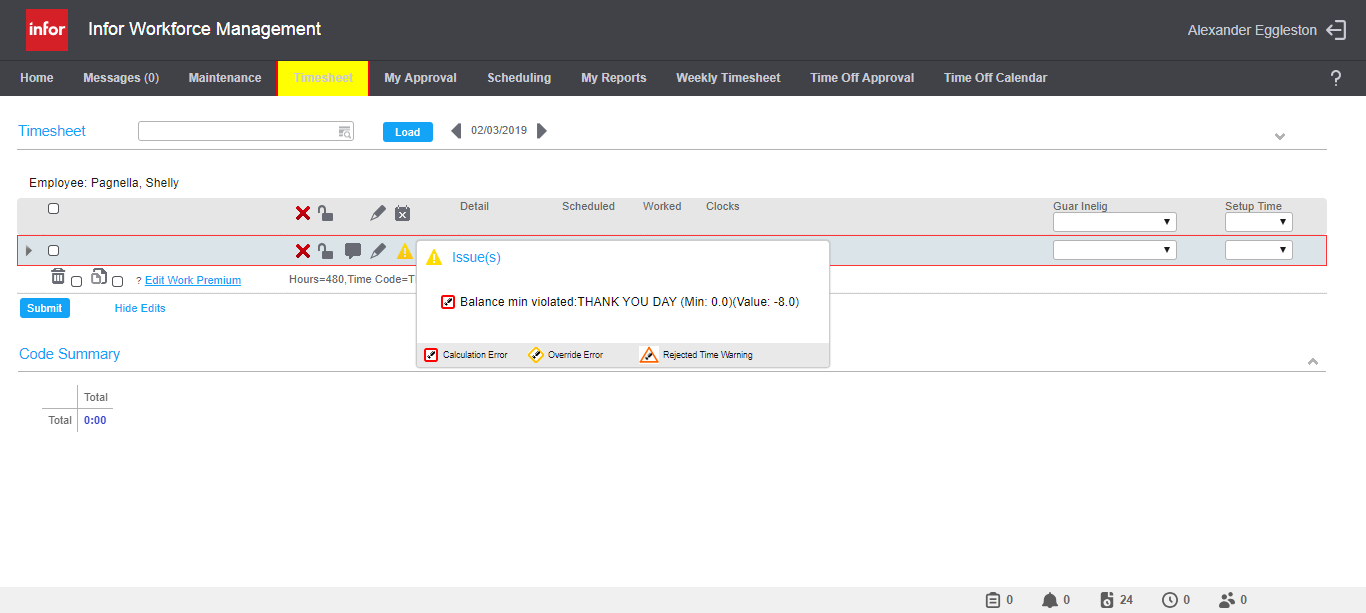 infor
Infor Workforce Management
Alexander Eggleston
Home Messages (0) Maintenance Timesheet My Approval Scheduling My Reports Weekly Timesheet Time Off Approval Time Off Calendar ?
Timesheet Load 02/03/2019
Employee: Pagnella, Shelly
Detail Scheduled Worked Clocks Guar Inelig Setup Time
Issue(s)
? Edit Work Premium Hours=480,Time Code=T
Balance min violated:THANK YOU DAY (Min: 0.0)(Value: -8.0)
Submit Hide Edits
Code Summary
Calculation Error Override Error Rejected Time Warning
Total
Total 0:00
0 0 24 0 0